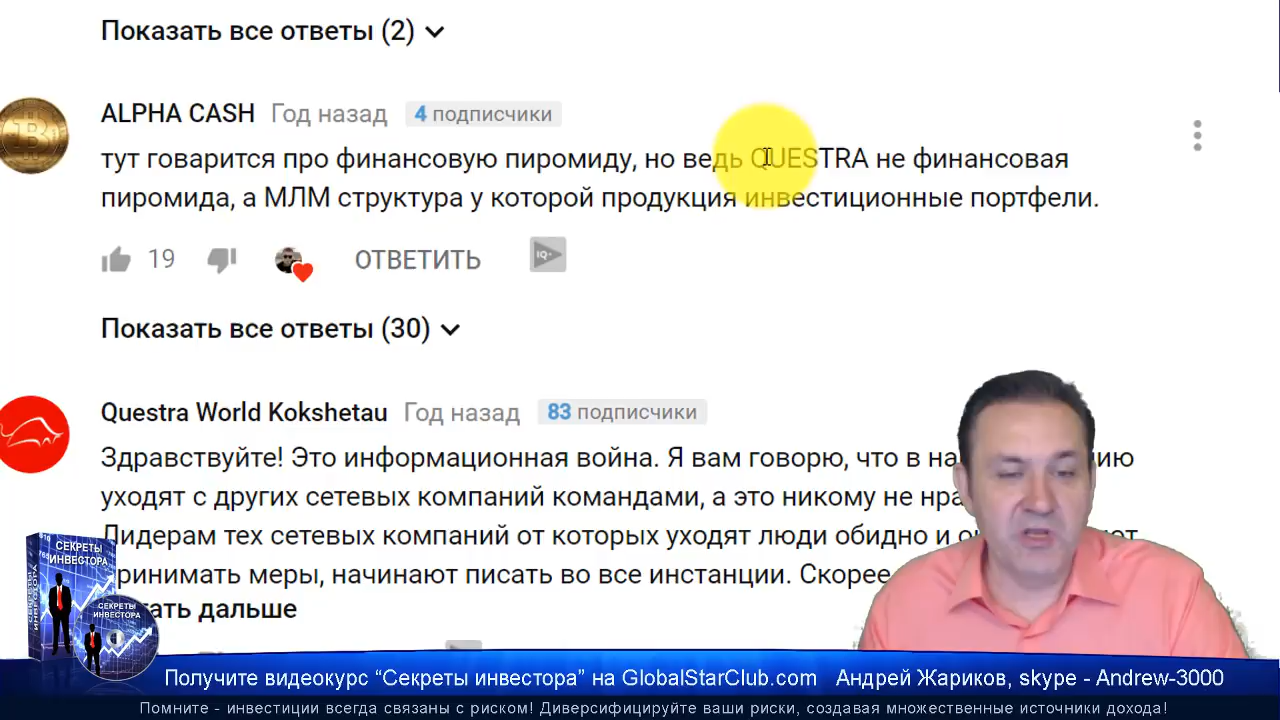 Показать все ответы (2)
ALPHA CASH Год назад 4 подписчики
тут говарится про финансовую пиромиду, но ведь QUESTRA не финансовая
пиромида, а МЛМ структура у которой продукция инвестиционные портфели.
19 ОТВЕТИТЬ IQ+
Показать все ответы (30)
Questra World Kokshetau Год назад 83 подписчики
Здравствуйте! Это информационная война. Я вам говорю, что в
уходят с других сетевых компаний командами, а это никому не
Лидерам тех сетевых компаний от которых уходят люди обидно и
принимать меры, начинают писать во все инстанции. Скорее
дальше
СЕКРЕТЫ
ИНВЕСТОРА
СЕКРЕТЫ
ИНВЕСТОРА
Получите видеокурс “Секреты инвестора” на GlobalStarClub.com Андрей Жариков, skype - Andrew-3000
Помните - инвестиции всегда связаны с риском! Диверсифицируйте ваши риски, создавая множественные источники дохода!